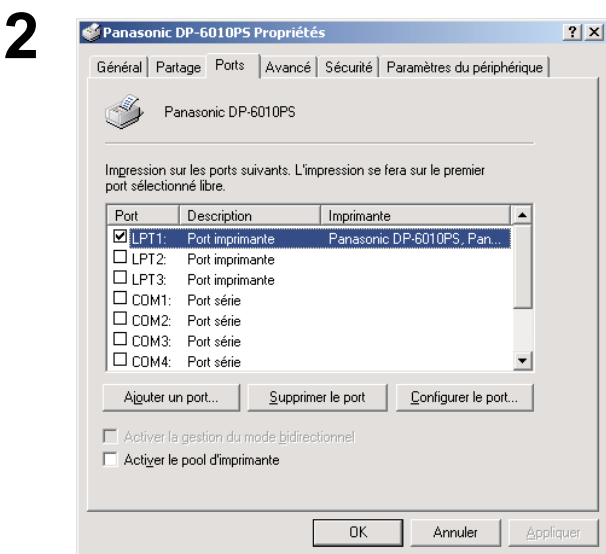 2
Panasonic DP-6010PS Propriétés
Général Partage Ports Avancé Sécurité Paramètres du périphérique
Panasonic DP-6010PS
Impression sur les ports suivants. L'impression se fera sur le premier
port sélectionné libre.
Port Description Imprimante
LPT1: Port imprimante Panasonic DP-6010PS, Pan...
LPT2: Port imprimante
LPT3: Port imprimante
COM1: Port série
COM2: Port série
COM3: Port série
COM4: Port série
Ajouter un port... Supprimer le port Configurer le port...
Activer la gestion du mode bidirectionnel
Activer le pool d'imprimante
OK Annuler Appliquer